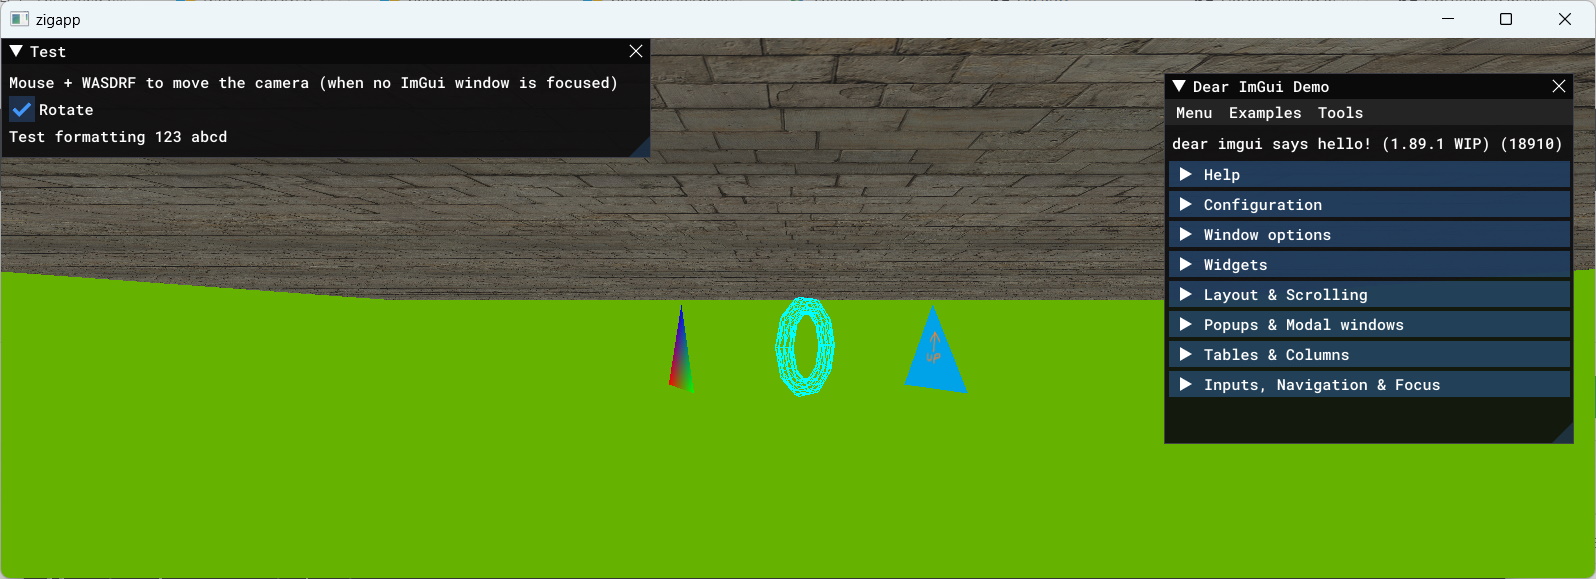 zigapp
Test
Mouse + WASDRF to move the camera (when no ImGui window is focused)
Rotate
Test formatting 123 abcd
Dear ImGui Demo
Menu Examples Tools
dear imgui says hello! (1.89.1 WIP) (18910)
Help
Configuration
Window options
Widgets
Layout & Scrolling
Popups & Modal windows
Tables & Columns
Inputs, Navigation & Focus
UP